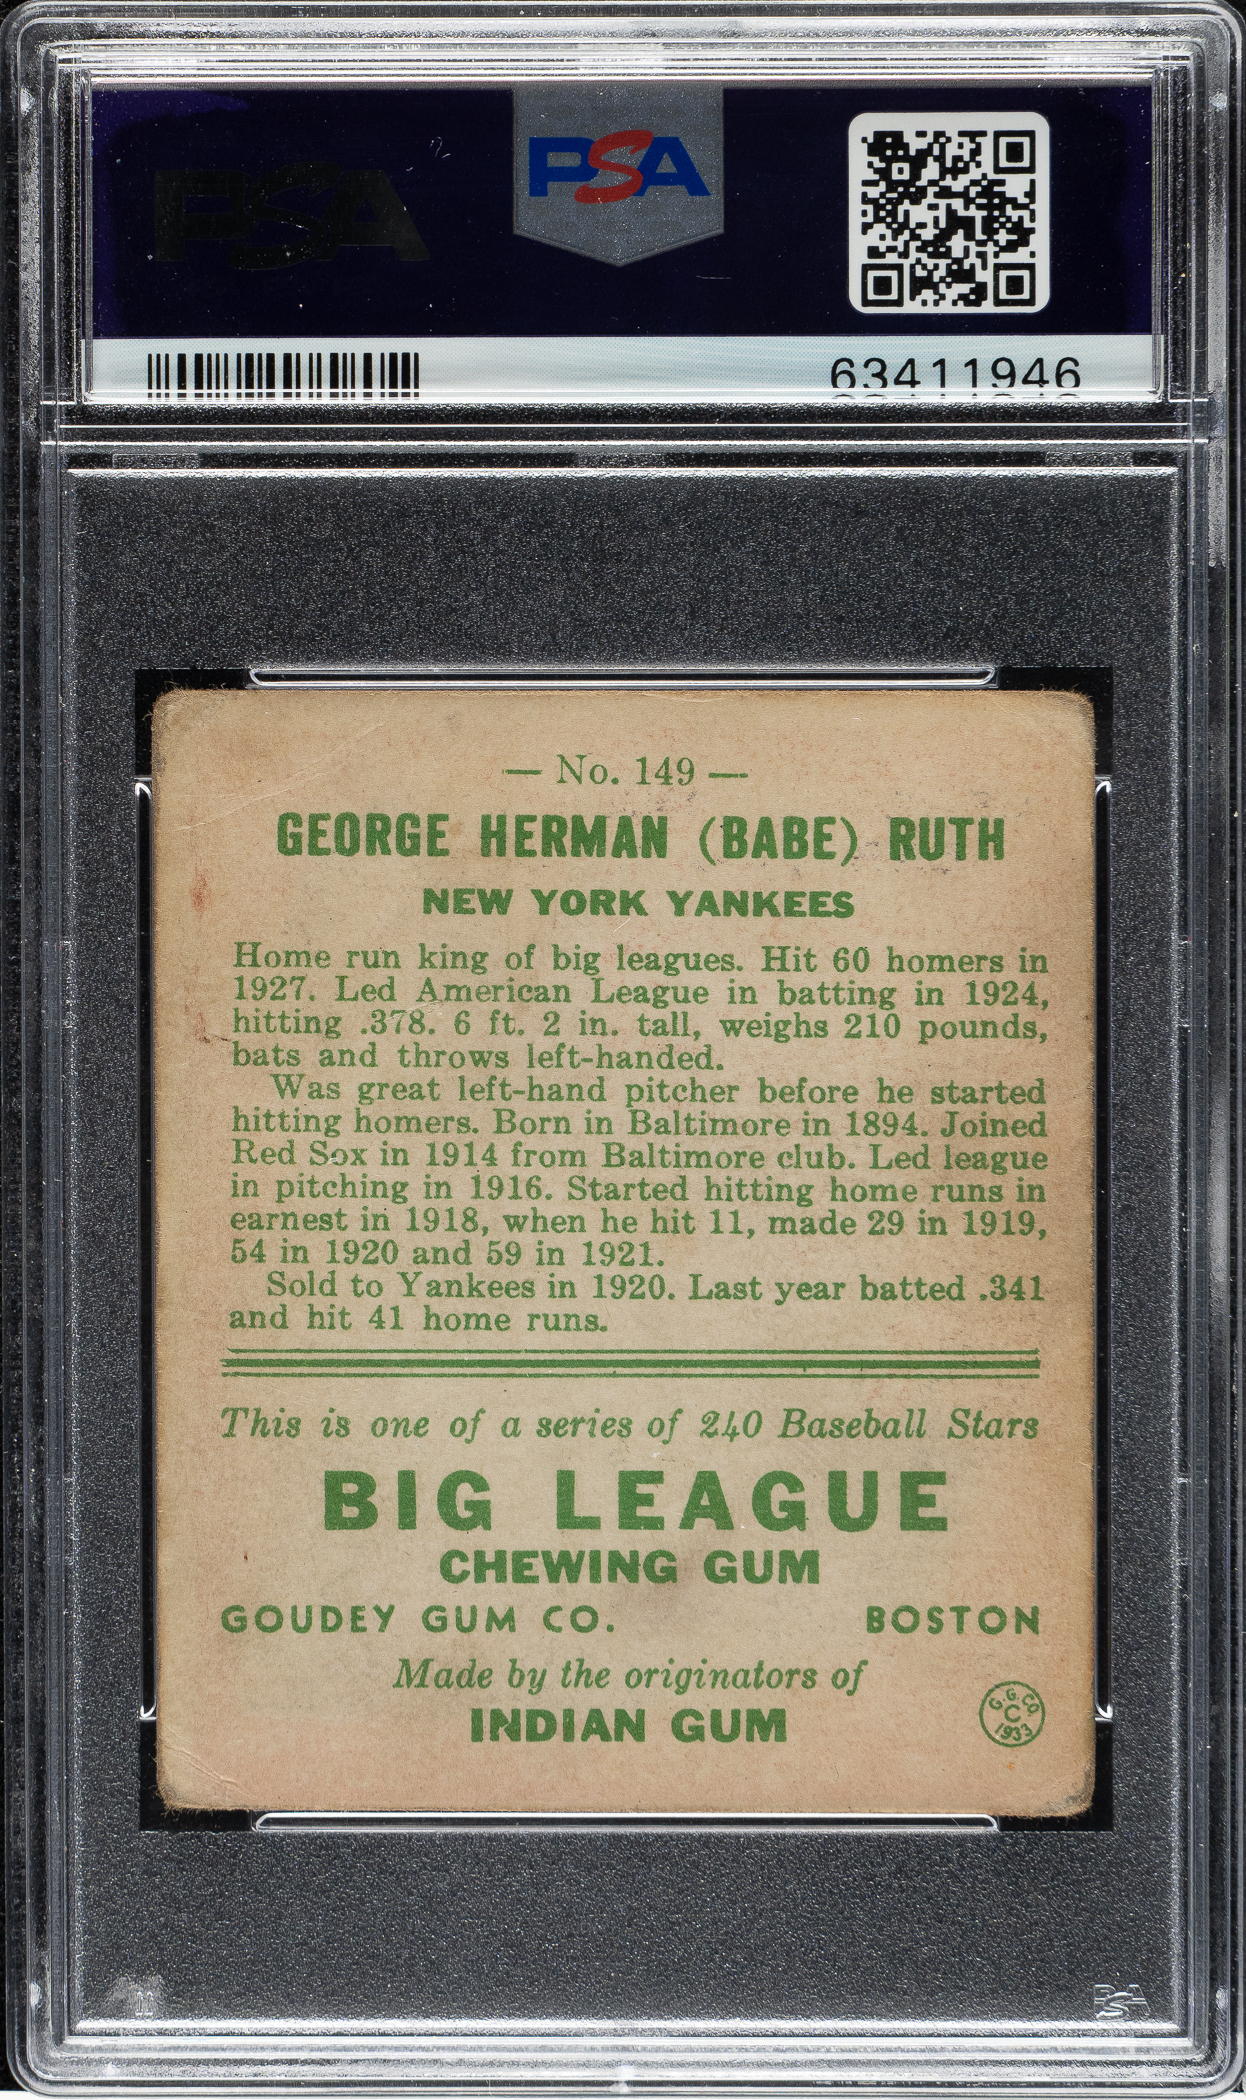 PSA
PSA
63411946
— No. 149 —
GEORGE HERMAN (BABE) RUTH
NEW YORK YANKEES
Home run king of big leagues. Hit 60 homers in
1927. Led American League in batting in 1924,
hitting .378. 6 ft. 2 in. tall, weighs 210 pounds,
bats and throws left-handed.
Was great left-hand pitcher before he started
hitting homers. Born in Baltimore in 1894. Joined
Red Sox in 1914 from Baltimore club. Led league
in pitching in 1916. Started hitting home runs in
earnest in 1918, when he hit 11, made 29 in 1919,
54 in 1920 and 59 in 1921.
Sold to Yankees in 1920. Last year batted .341
and hit 41 home runs.
This is one of a series of 240 Baseball Stars
BIG LEAGUE
CHEWING GUM
GOUDEY GUM CO. BOSTON
Made by the originators of
INDIAN GUM
G. G. CO.
C
1933
PSA